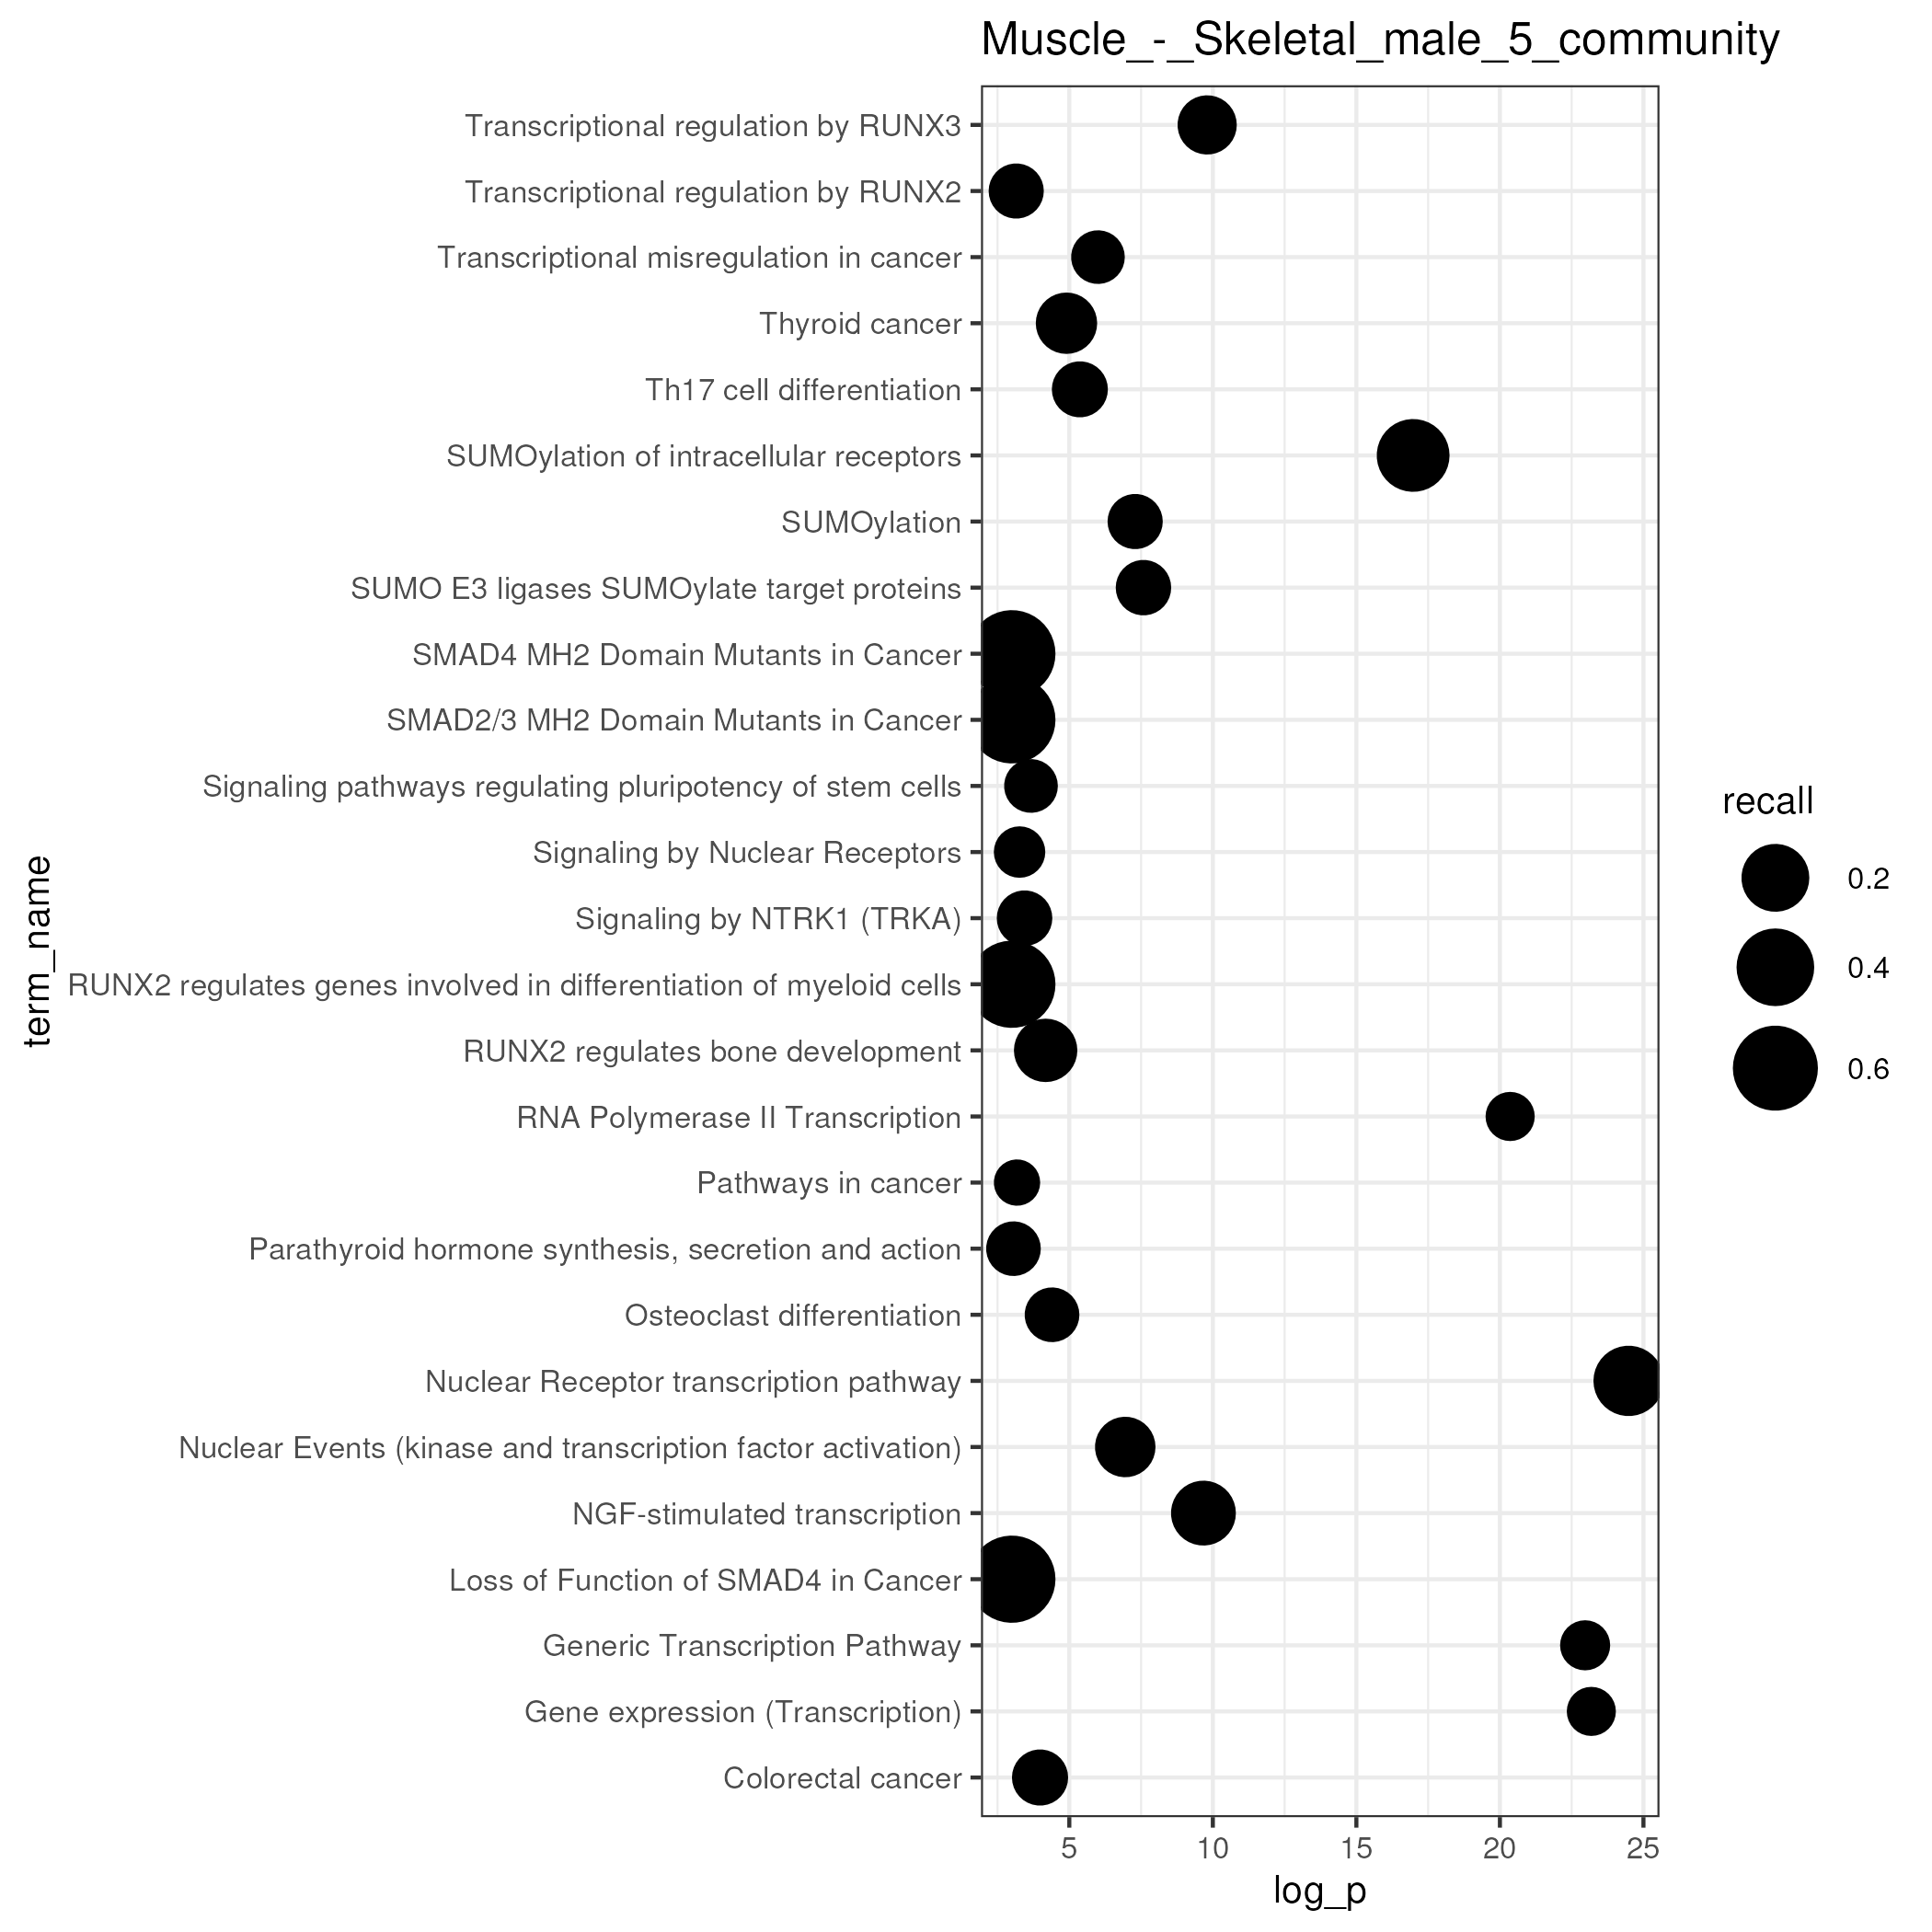 Muscle_-_Skeletal_male_5_community
Transcriptional regulation by RUNX3
Transcriptional regulation by RUNX2
Transcriptional misregulation in cancer
Thyroid cancer
Th17 cell differentiation
SUMOylation of intracellular receptors
SUMOylation
SUMO E3 ligases SUMOylate target proteins
SMAD4 MH2 Domain Mutants in Cancer
SMAD2/3 MH2 Domain Mutants in Cancer
Signaling pathways regulating pluripotency of stem cells
Signaling by Nuclear Receptors
Signaling by NTRK1 (TRKA)
RUNX2 regulates genes involved in differentiation of myeloid cells
RUNX2 regulates bone development
RNA Polymerase II Transcription
Pathways in cancer
Parathyroid hormone synthesis, secretion and action
Osteoclast differentiation
Nuclear Receptor transcription pathway
Nuclear Events (kinase and transcription factor activation)
NGF-stimulated transcription
Loss of Function of SMAD4 in Cancer
Generic Transcription Pathway
Gene expression (Transcription)
Colorectal cancer
term_name
5 10 15 20 25
log_p
recall
0.2
0.4
0.6